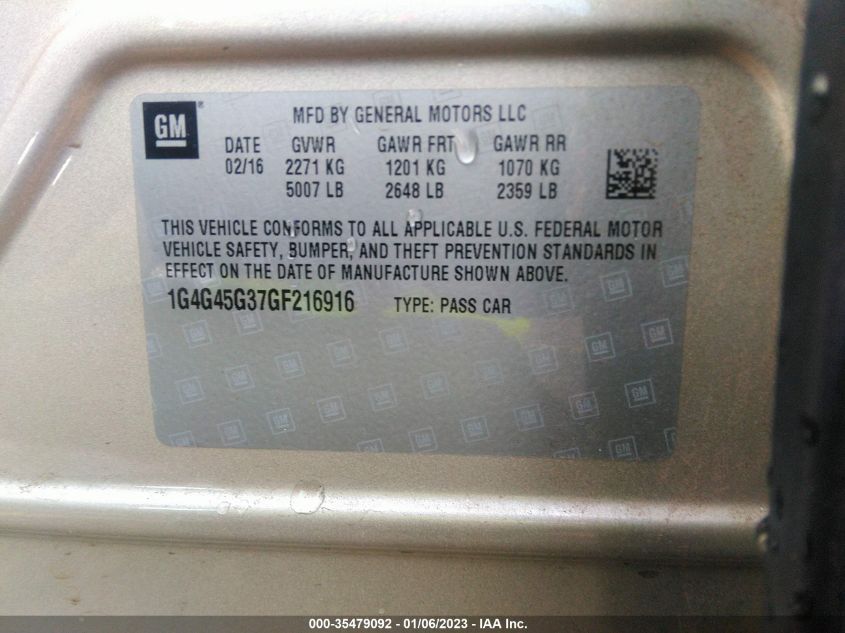 GM ® MFD BY GENERAL MOTORS LLC
DATE GVWR GAWR FRT GAWR RR
02/16 2271 KG 1201 KG 1070 KG
5007 LB 2648 LB 2359 LB
THIS VEHICLE CONFORMS TO ALL APPLICABLE U.S. FEDERAL MOTOR
VEHICLE SAFETY, BUMPER, AND THEFT PREVENTION STANDARDS IN
EFFECT ON THE DATE OF MANUFACTURE SHOWN ABOVE.
1G4G45G37GF216916 TYPE: PASS CAR
000-35479092 - 01/06/2023 - IAA Inc.